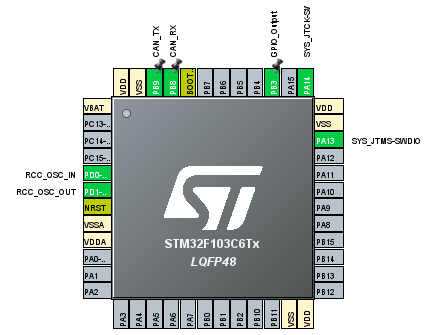 CAN_TX
CAN_RX
GPIO_Output
SYS_JTCK-SW
VDD
VSS
PB9
PB8
BOOT..
PB7
PB6
PB5
PB4
PB3
PA15
PA14
VBAT
PC13-..
PC14-..
PC15-..
RCC_OSC_IN
PD0-..
RCC_OSC_OUT
PD1-..
NRST
VSSA
VDDA
PA0-..
PA1
PA2
VDD
VSS
PA13
SYS_JTMS-SWDIO
PA12
PA11
PA10
PA9
PA8
PB15
PB14
PB13
PB12
ST
STM32F103C6Tx
LQFP48
PA3
PA4
PA5
PA6
PA7
PB0
PB1
PB2
PB10
PB11
VSS
VDD